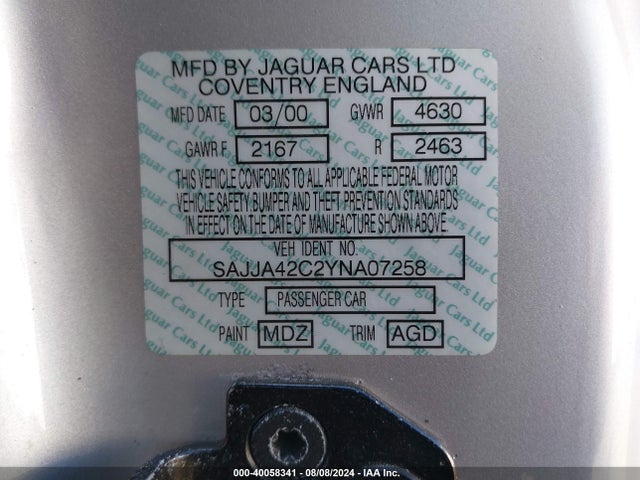 MFD BY JAGUAR CARS LTD
COVENTRY ENGLAND
MFD DATE 03/00 GVWR 4630
GAWR F. 2167 R 2463
THIS VEHICLE CONFORMS TO ALL APPLICABLE FEDERAL MOTOR
VEHICLE SAFETY BUMPER AND THEFT PREVENTION STANDARDS
IN EFFECT ON THE DATE OF MANUFACTURE SHOWN ABOVE.
VEH IDENT NO.
SAJJA42C2YNA07258
TYPE PASSENGER CAR
PAINT MDZ TRIM AGD
Jaguar Cars Ltd
000-40058341 - 08/08/2024 - IAA Inc.